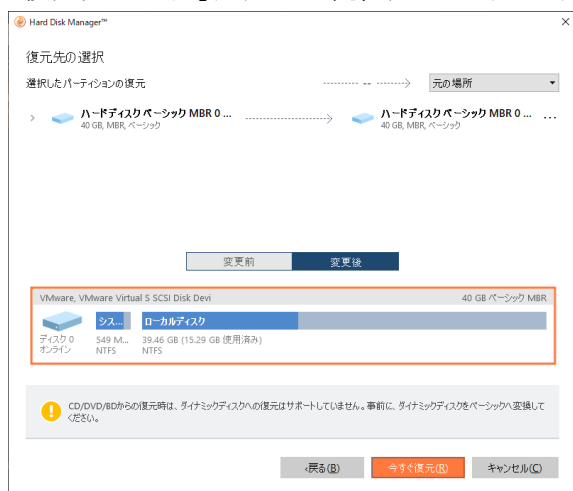 Hard Disk Manager™
復元先の選択
選択したパーティションの復元
元の場所
ハードディスク ベーシック MBR 0 ...
40 GB, MBR, ベーシック
ハードディスク ベーシック MBR 0 ...
40 GB, MBR, ベーシック
変更前
変更後
VMware, VMware Virtual S SCSI Disk Devi
40 GB ベーシック MBR
シス...
ローカルディスク
ディスク 0
549 M...
39.46 GB (15.29 GB 使用済み)
オンライン
NTFS
NTFS
CD/DVD/BDからの復元時は、ダイナミックディスクへの復元はサポートしていません。事前に、ダイナミックディスクをベーシックへ変換して
ください。
‹戻る(B)
今すぐ復元(R)
キャンセル(C)